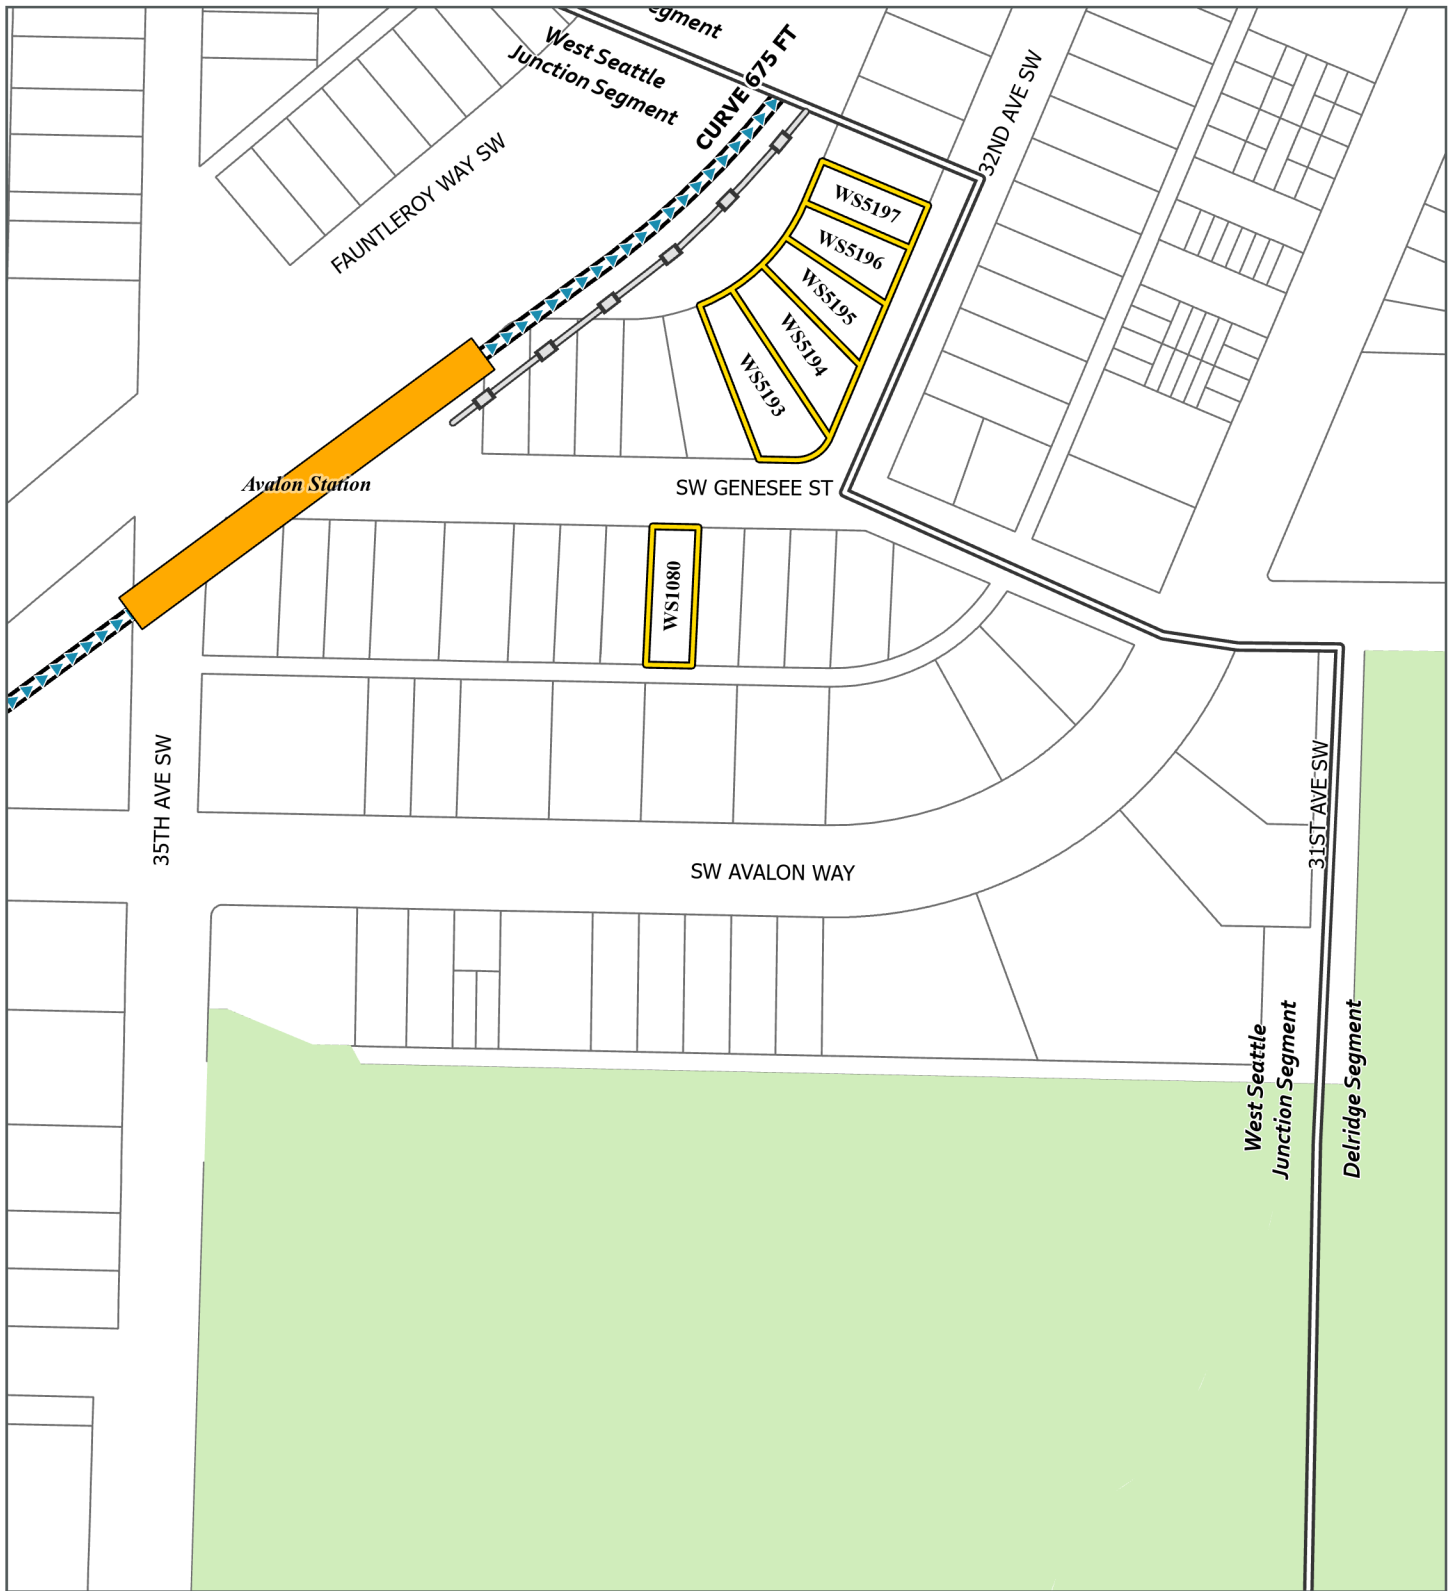 egment
West Seattle
Junction Segment
CURVE 675 FT
32ND AVE SW
FAUNTLEROY WAY SW
WS5197
WS5196
WS5195
WS5194
WS5193
Avalon Station
SW GENESEE ST
WS1080
35TH AVE SW
31ST AVE SW
SW AVALON WAY
West Seattle
Junction Segment
Delridge Segment